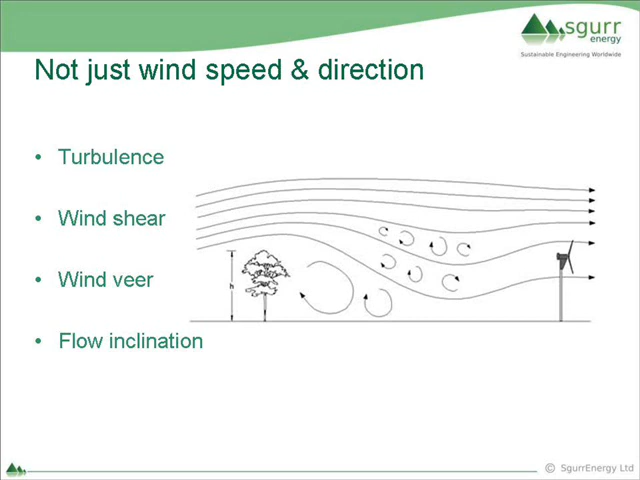 sgurr
energy
Sustainable Engineering Worldwide
Not just wind speed & direction
• Turbulence
• Wind shear
• Wind veer
• Flow inclination
h
© SgurrEnergy Ltd